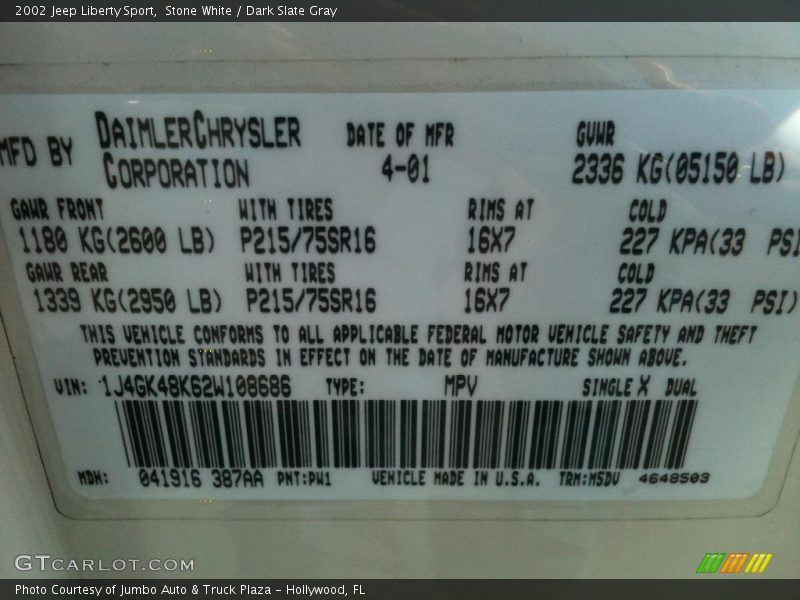 2002 Jeep Liberty Sport,  Stone White / Dark Slate Gray
MFD BY DAIMLERCHRYSLER CORPORATION DATE OF MFR 4-01 GVWR 2336 KG(05150 LB)
GAWR FRONT WITH TIRES RIMS AT COLD
1180 KG(2600 LB) P215/75SR16 16X7 227 KPA(33 PSI
GAWR REAR WITH TIRES RIMS AT COLD
1339 KG(2950 LB) P215/75SR16 16X7 227 KPA(33 PSI)
THIS VEHICLE CONFORMS TO ALL APPLICABLE FEDERAL MOTOR VEHICLE SAFETY AND THEFT
PREVENTION STANDARDS IN EFFECT ON THE DATE OF MANUFACTURE SHOWN ABOVE.
VIN: 1J4GK48K62W108686 TYPE: MPV SINGLE X DUAL
MDH: 041916 387AA PNT:PW1 VEHICLE MADE IN U.S.A. TRM:M5DV 4648503
GTCARLOT.COM
Photo Courtesy of Jumbo Auto & Truck Plaza - Hollywood, FL